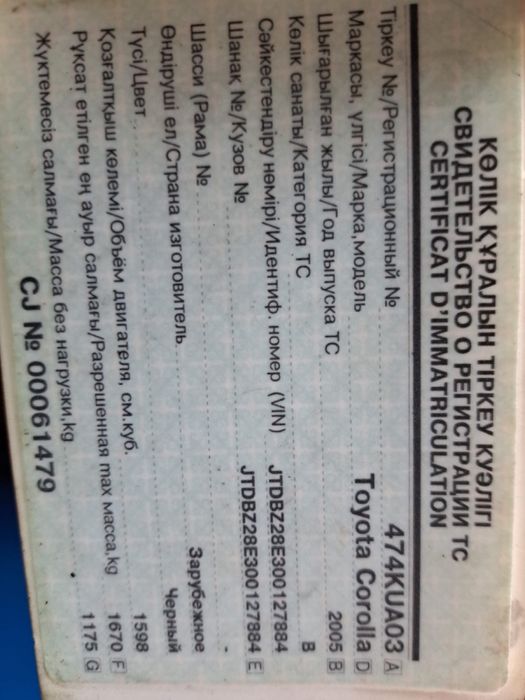 КӨЛІК ҚҰРАЛЫН ТІРКЕУ КУӘЛІГІ
СВИДЕТЕЛЬСТВО О РЕГИСТРАЦИИ ТС
CERTIFICAT D'IMMATRICULATION
Тіркеу №/Регистрационный № 474KUA03 A
Маркасы, үлгісі/Марка,модель Toyota Corolla D
Шығарылған жылы/Год выпуска ТС 2005 B
Көлік санаты/Категория ТС B
Сәйкестендіру нөмірі/Идентиф. номер (VIN) JTDBZ28E300127884
Шанақ №/Кузов № JTDBZ28E300127884 E
Шасси (Рама) № -
Өндіруші ел/Страна изготовитель Зарубежное
Түсі/Цвет Черный
Қозғалтқыш көлемі/Объём двигателя, см.куб. 1598
Рұқсат етілген ең ауыр салмағы/Разрешенная max масса,kg 1670 F
Жүктемесіз салмағы/Масса без нагрузки,kg 1175 G
CJ № 00061479